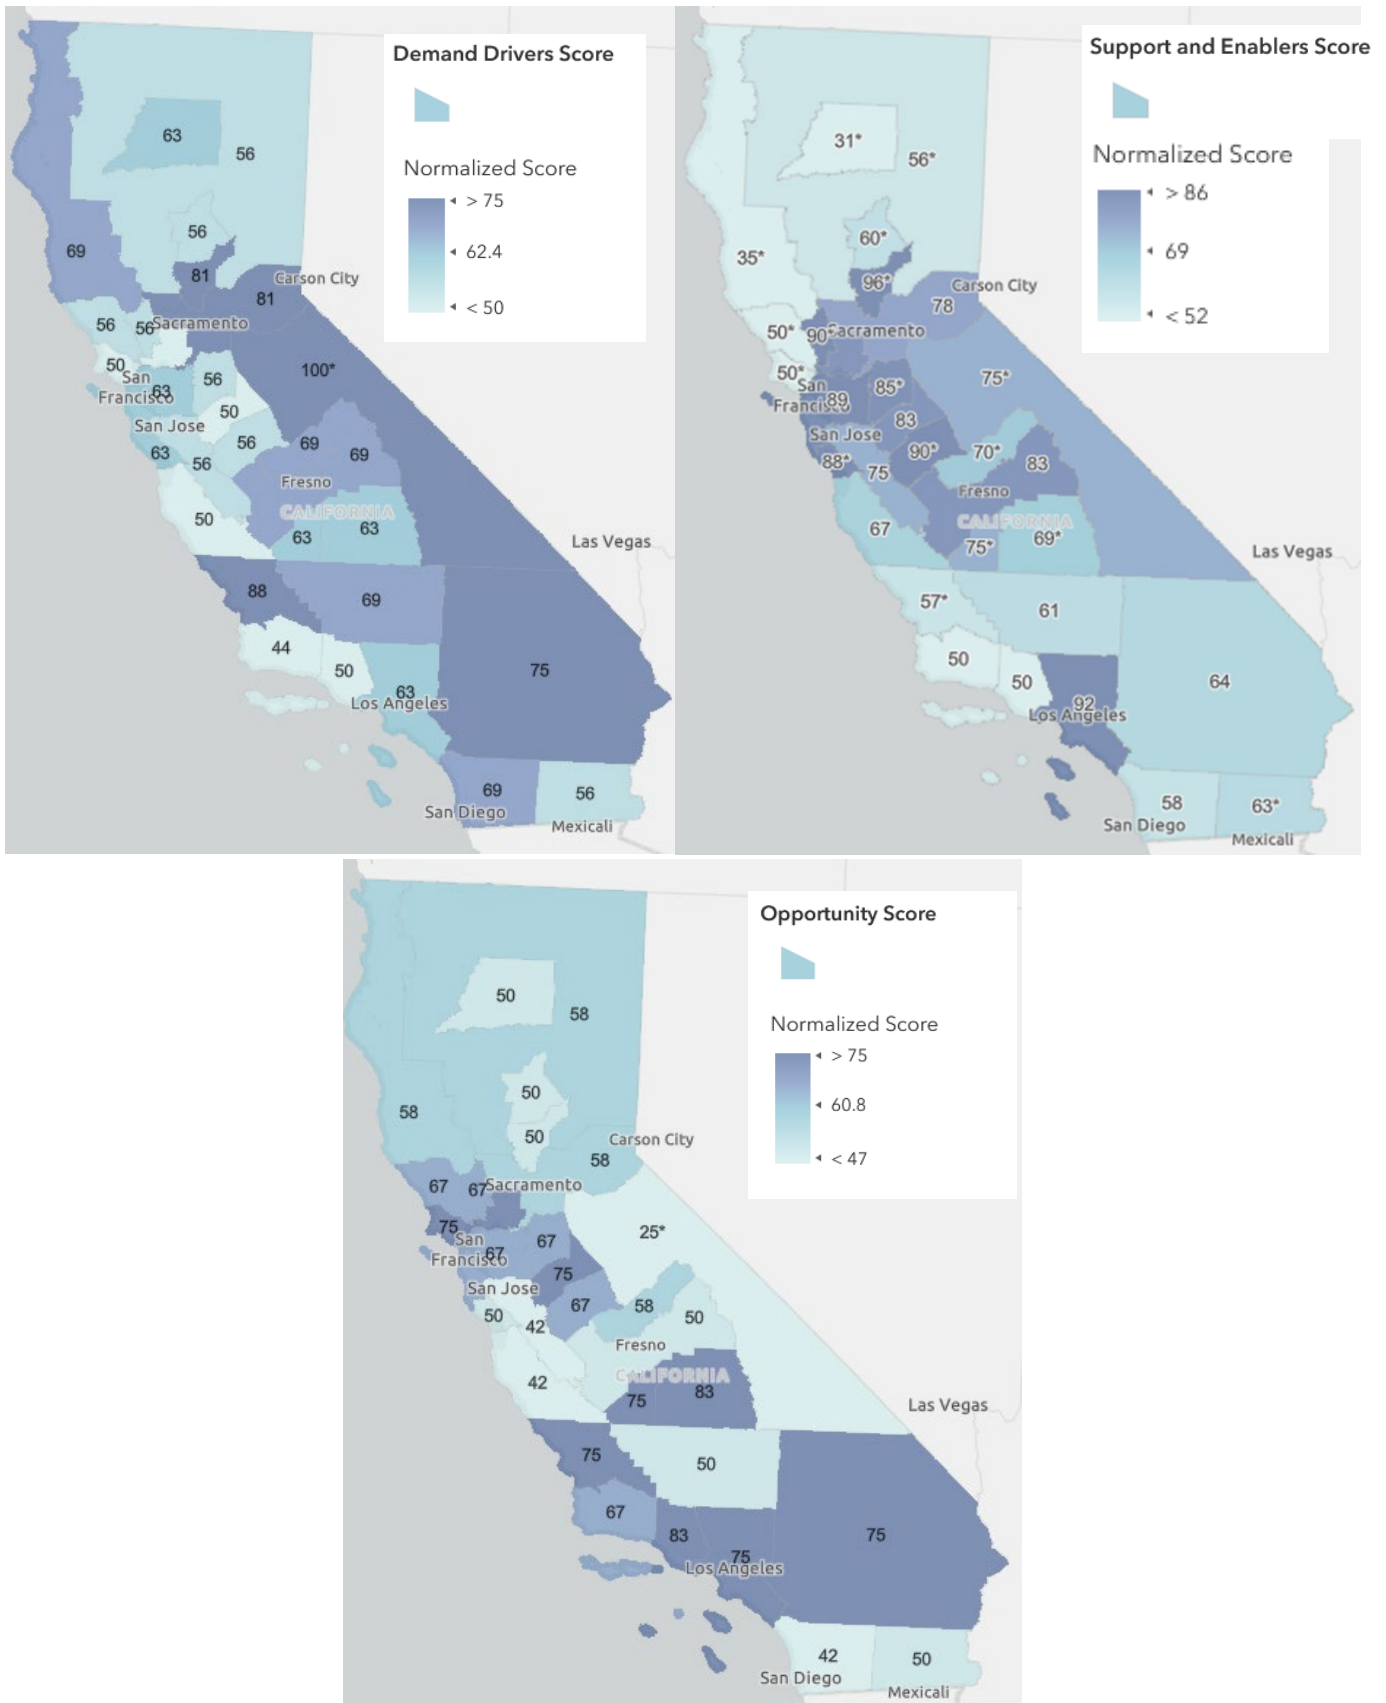 Demand Drivers Score
Normalized Score
> 75
62.4
< 50
63
56
56
69
81
Carson City
81
56
56
Sacramento
50
San
Francisco
63
56
100*
50
San Jose
63
56
56
69
69
Fresno
50
CALIFORNIA
63
63
Las Vegas
88
69
44
50
63
Los Angeles
75
69
56
San Diego
Mexicali
Support and Enablers Score
Normalized Score
> 86
69
< 52
31*
56*
60*
35*
96*
Carson City
78
50*
90*
Sacramento
50*
San
Francisco
89
85*
75*
83
San Jose
88*
75
90*
70*
83
Fresno
67
CALIFORNIA
75*
69*
Las Vegas
57*
61
50
50
92
Los Angeles
64
58
63*
San Diego
Mexicali
Opportunity Score
Normalized Score
> 75
60.8
< 47
50
58
50
58
50
Carson City
58
67
67
Sacramento
75
San
Francisco
67
67
25*
75
San Jose
50
42
67
58
50
Fresno
42
CALIFORNIA
75
83
Las Vegas
75
50
67
83
75
Los Angeles
75
42
50
San Diego
Mexicali